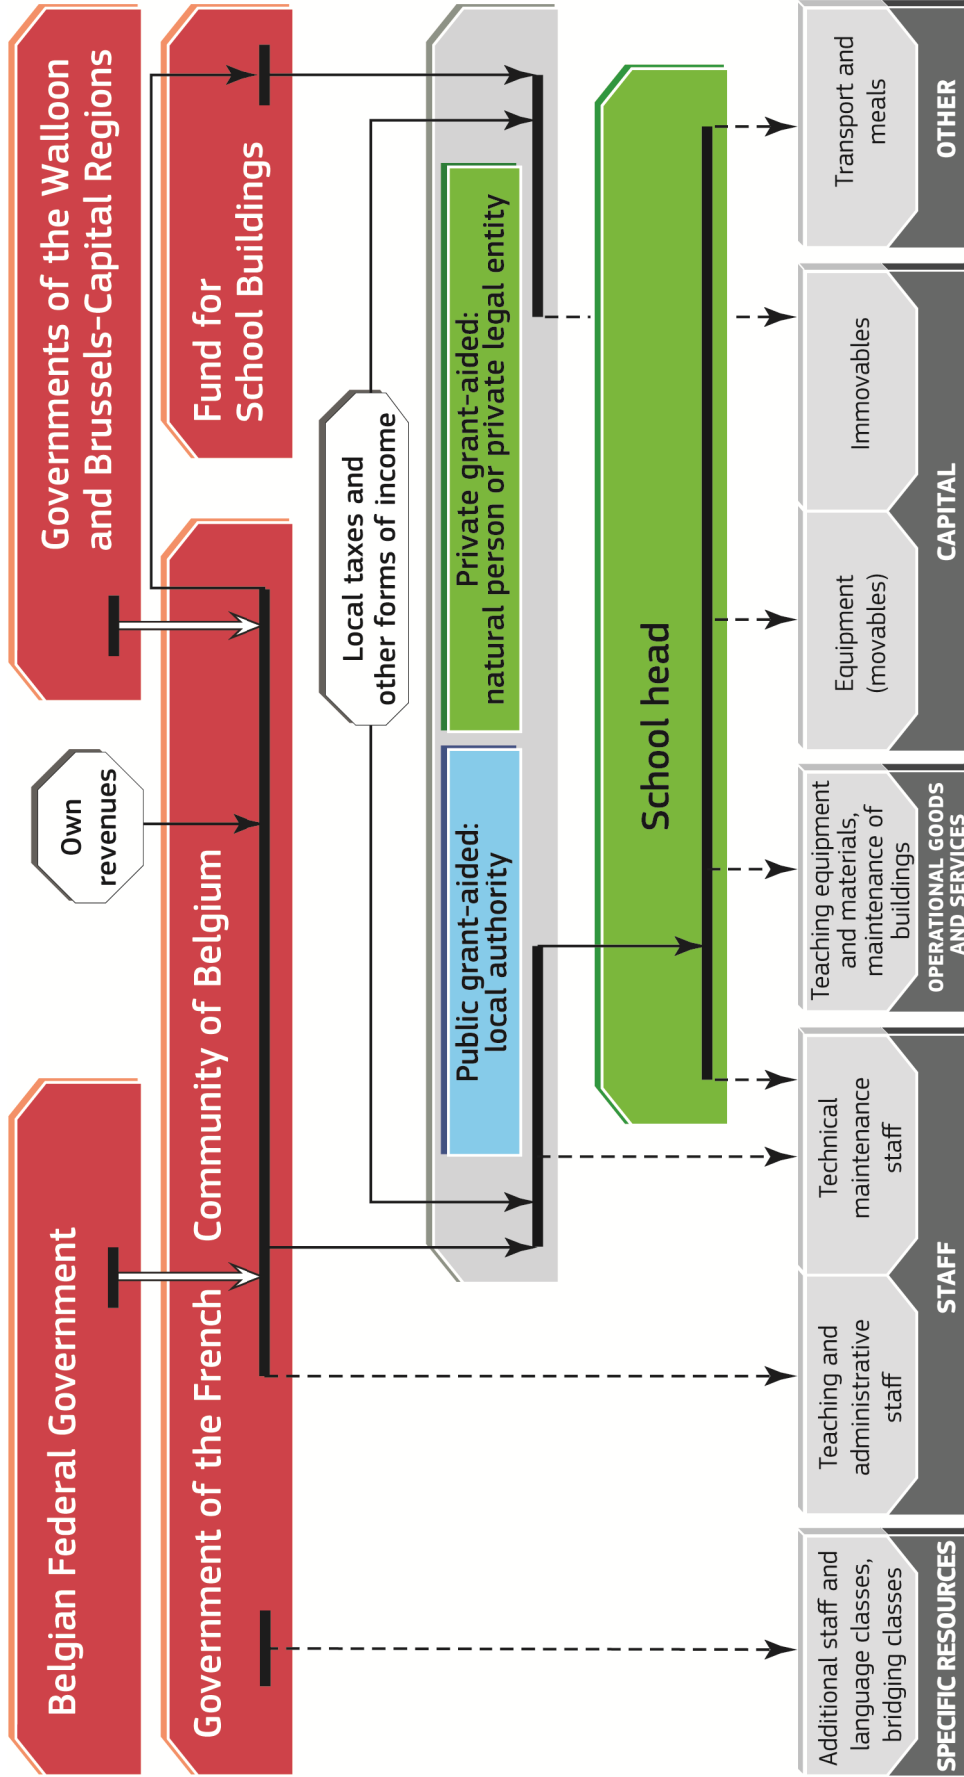 Belgian Federal Government
Governments of the Walloon
and Brussels-Capital Regions
Own
revenues
Government of the French Community of Belgium
Fund for
School Buildings
Local taxes and
other forms of income
Public grant-aided:
local authority
Private grant-aided:
natural person or private legal entity
School head
Additional staff and
language classes,
bridging classes
Teaching and
administrative
staff
Technical
maintenance
staff
Teaching equipment
and materials,
maintenance of
buildings
Equipment
(movables)
Immovables
Transport and
meals
SPECIFIC RESOURCES
STAFF
OPERATIONAL GOODS
AND SERVICES
CAPITAL
OTHER